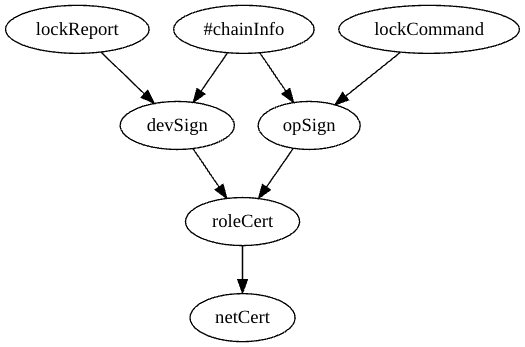 lockReport
#chainInfo
lockCommand
devSign
opSign
roleCert
netCert